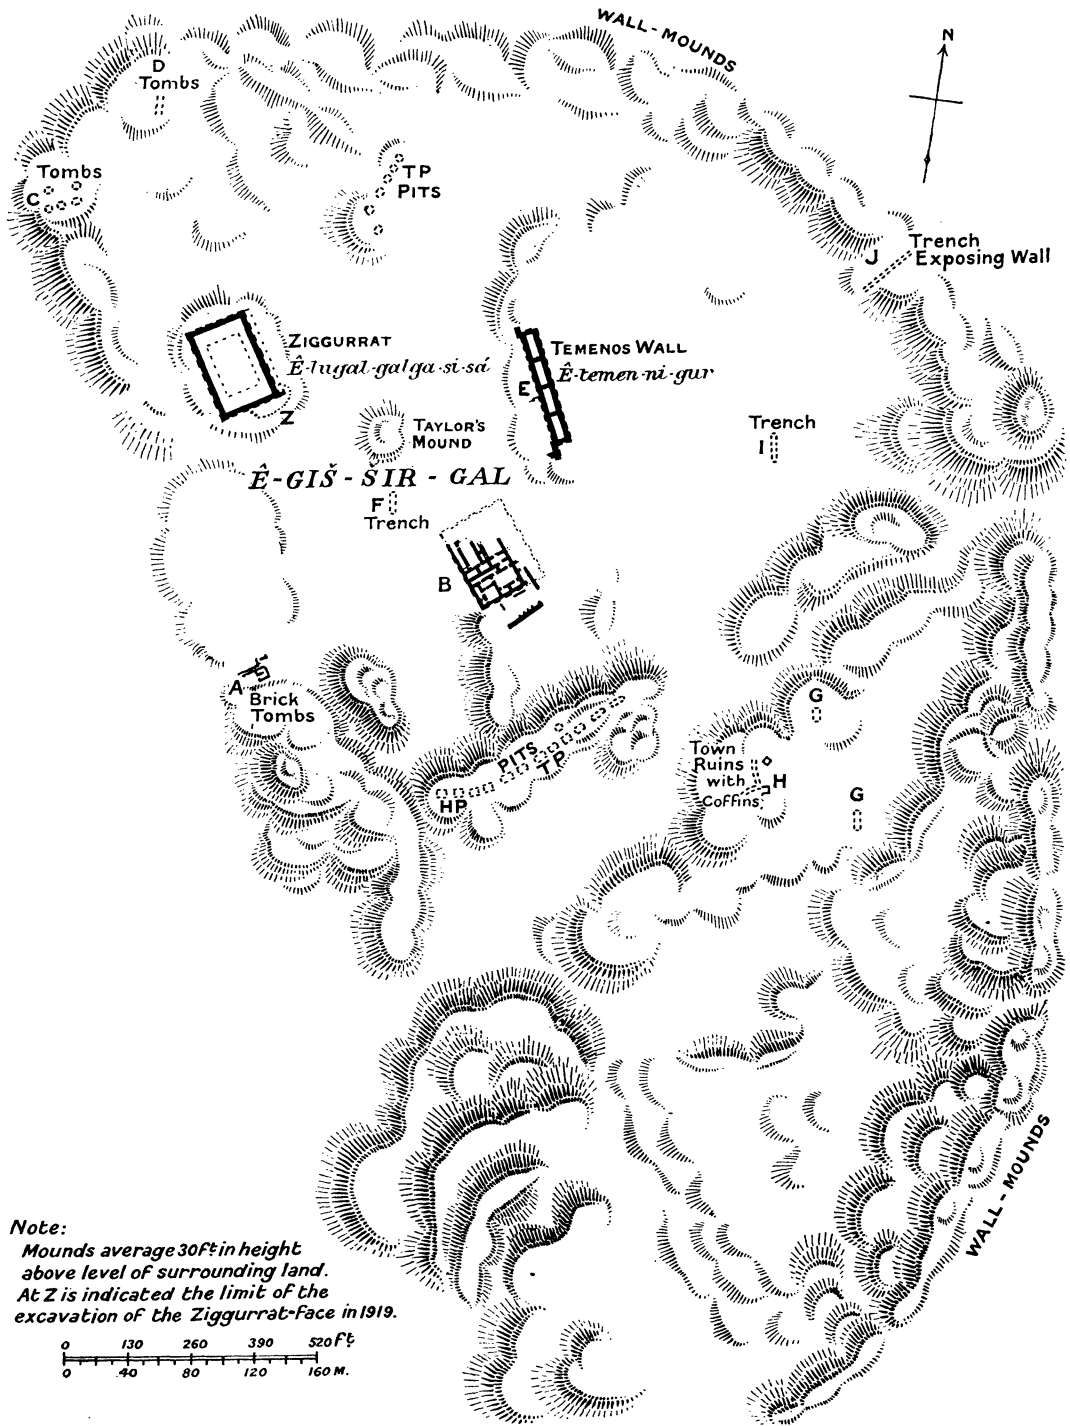 WALL-MOUNDS
N
D
Tombs
Tombs
C
TP
PITS
J
Trench
Exposing Wall
ZIGGURRAT
Ê·lugal·galga·si·sá
Z
TEMENOS WALL
Ê·temen·ni·gur
E
TAYLOR'S
MOUND
Trench
I
Ê-GIŠ-ŠIR-GAL
F
Trench
B
A
Brick
Tombs
G
PITS
TP
HP
Town
Ruins
with
Coffins
H
G
WALL-MOUNDS
Note:
Mounds average 30ft in height
above level of surrounding land.
At Z is indicated the limit of the
excavation of the Ziggurrat-Face in 1919.
0 130 260 390 520 ft
0 40 80 120 160 M.